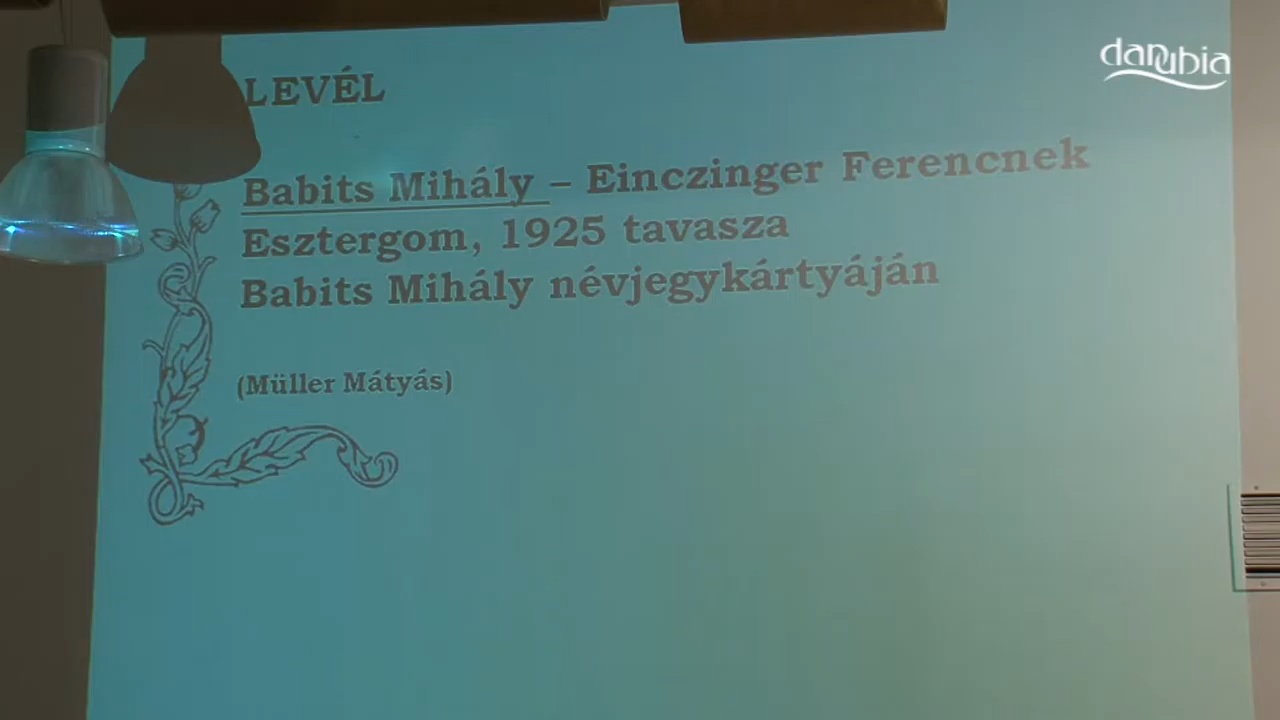 danubia
LEVÉL
Babits Mihály – Einczinger Ferencnek
Esztergom, 1925 tavasza
Babits Mihály névjegykártyáján
(Müller Mátyás)